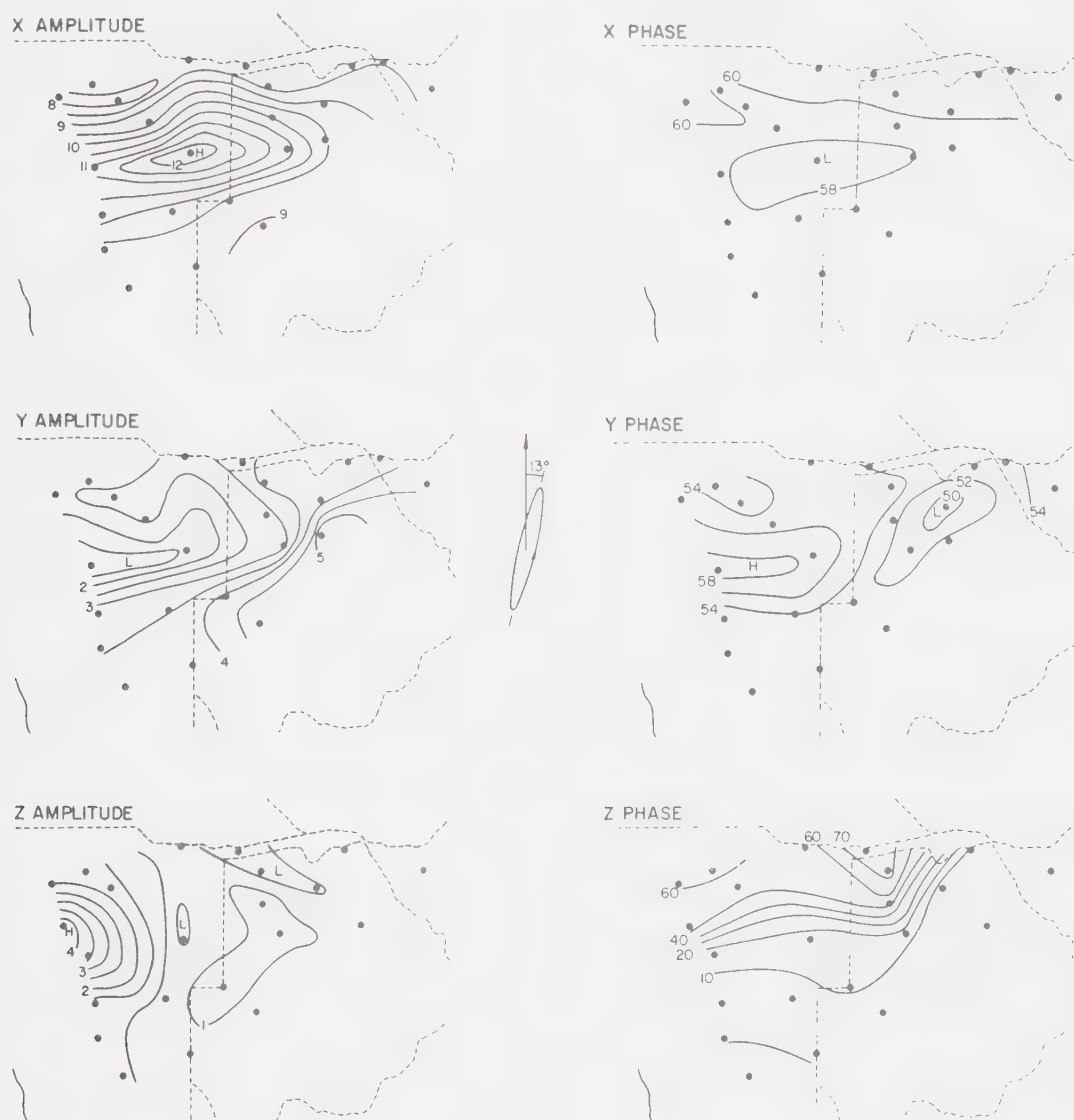 X AMPLITUDE
8
9
10
11
12
H
9
X PHASE
60
60
L
58
Y AMPLITUDE
L
2
3
4
5
13°
Y PHASE
54
52
50
L
54
H
58
54
Z AMPLITUDE
L
L
H
4
3
2
1
Z PHASE
60 70
L
60
40
20
10